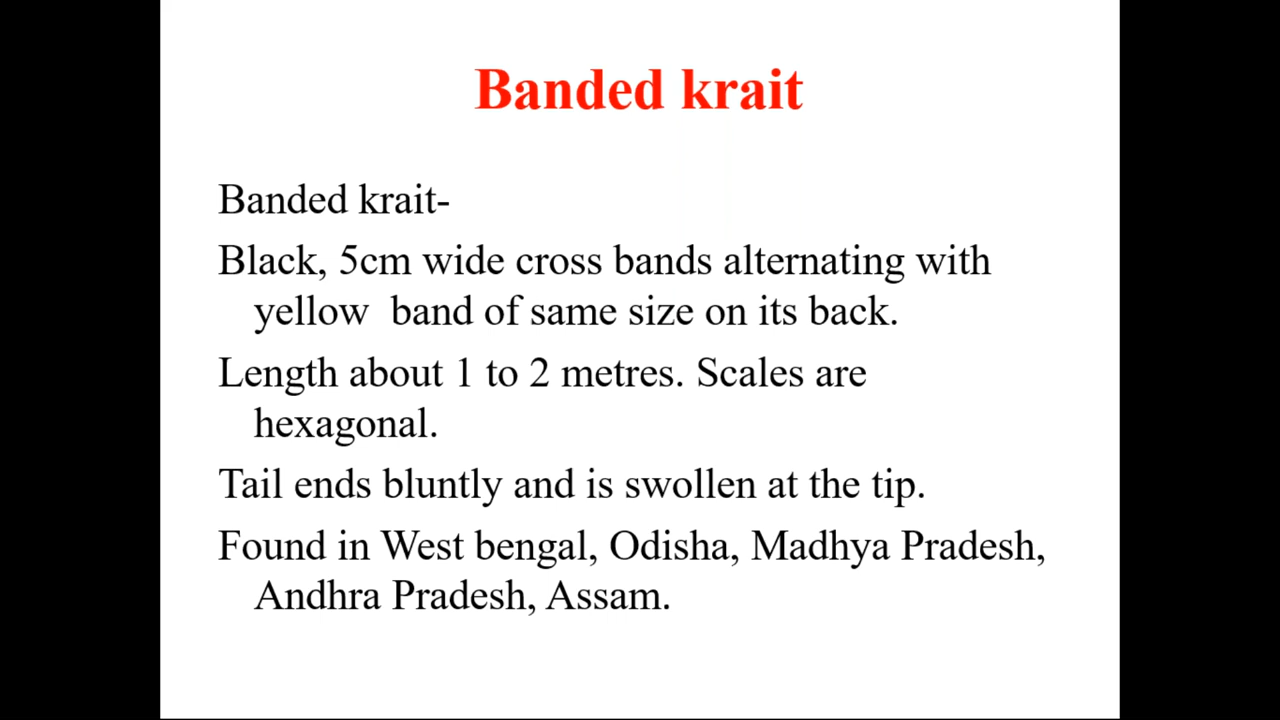 Banded krait
Banded krait-
Black, 5cm wide cross bands alternating with
yellow  band of same size on its back.
Length about 1 to 2 metres. Scales are
hexagonal.
Tail ends bluntly and is swollen at the tip.
Found in West bengal, Odisha, Madhya Pradesh,
Andhra Pradesh, Assam.